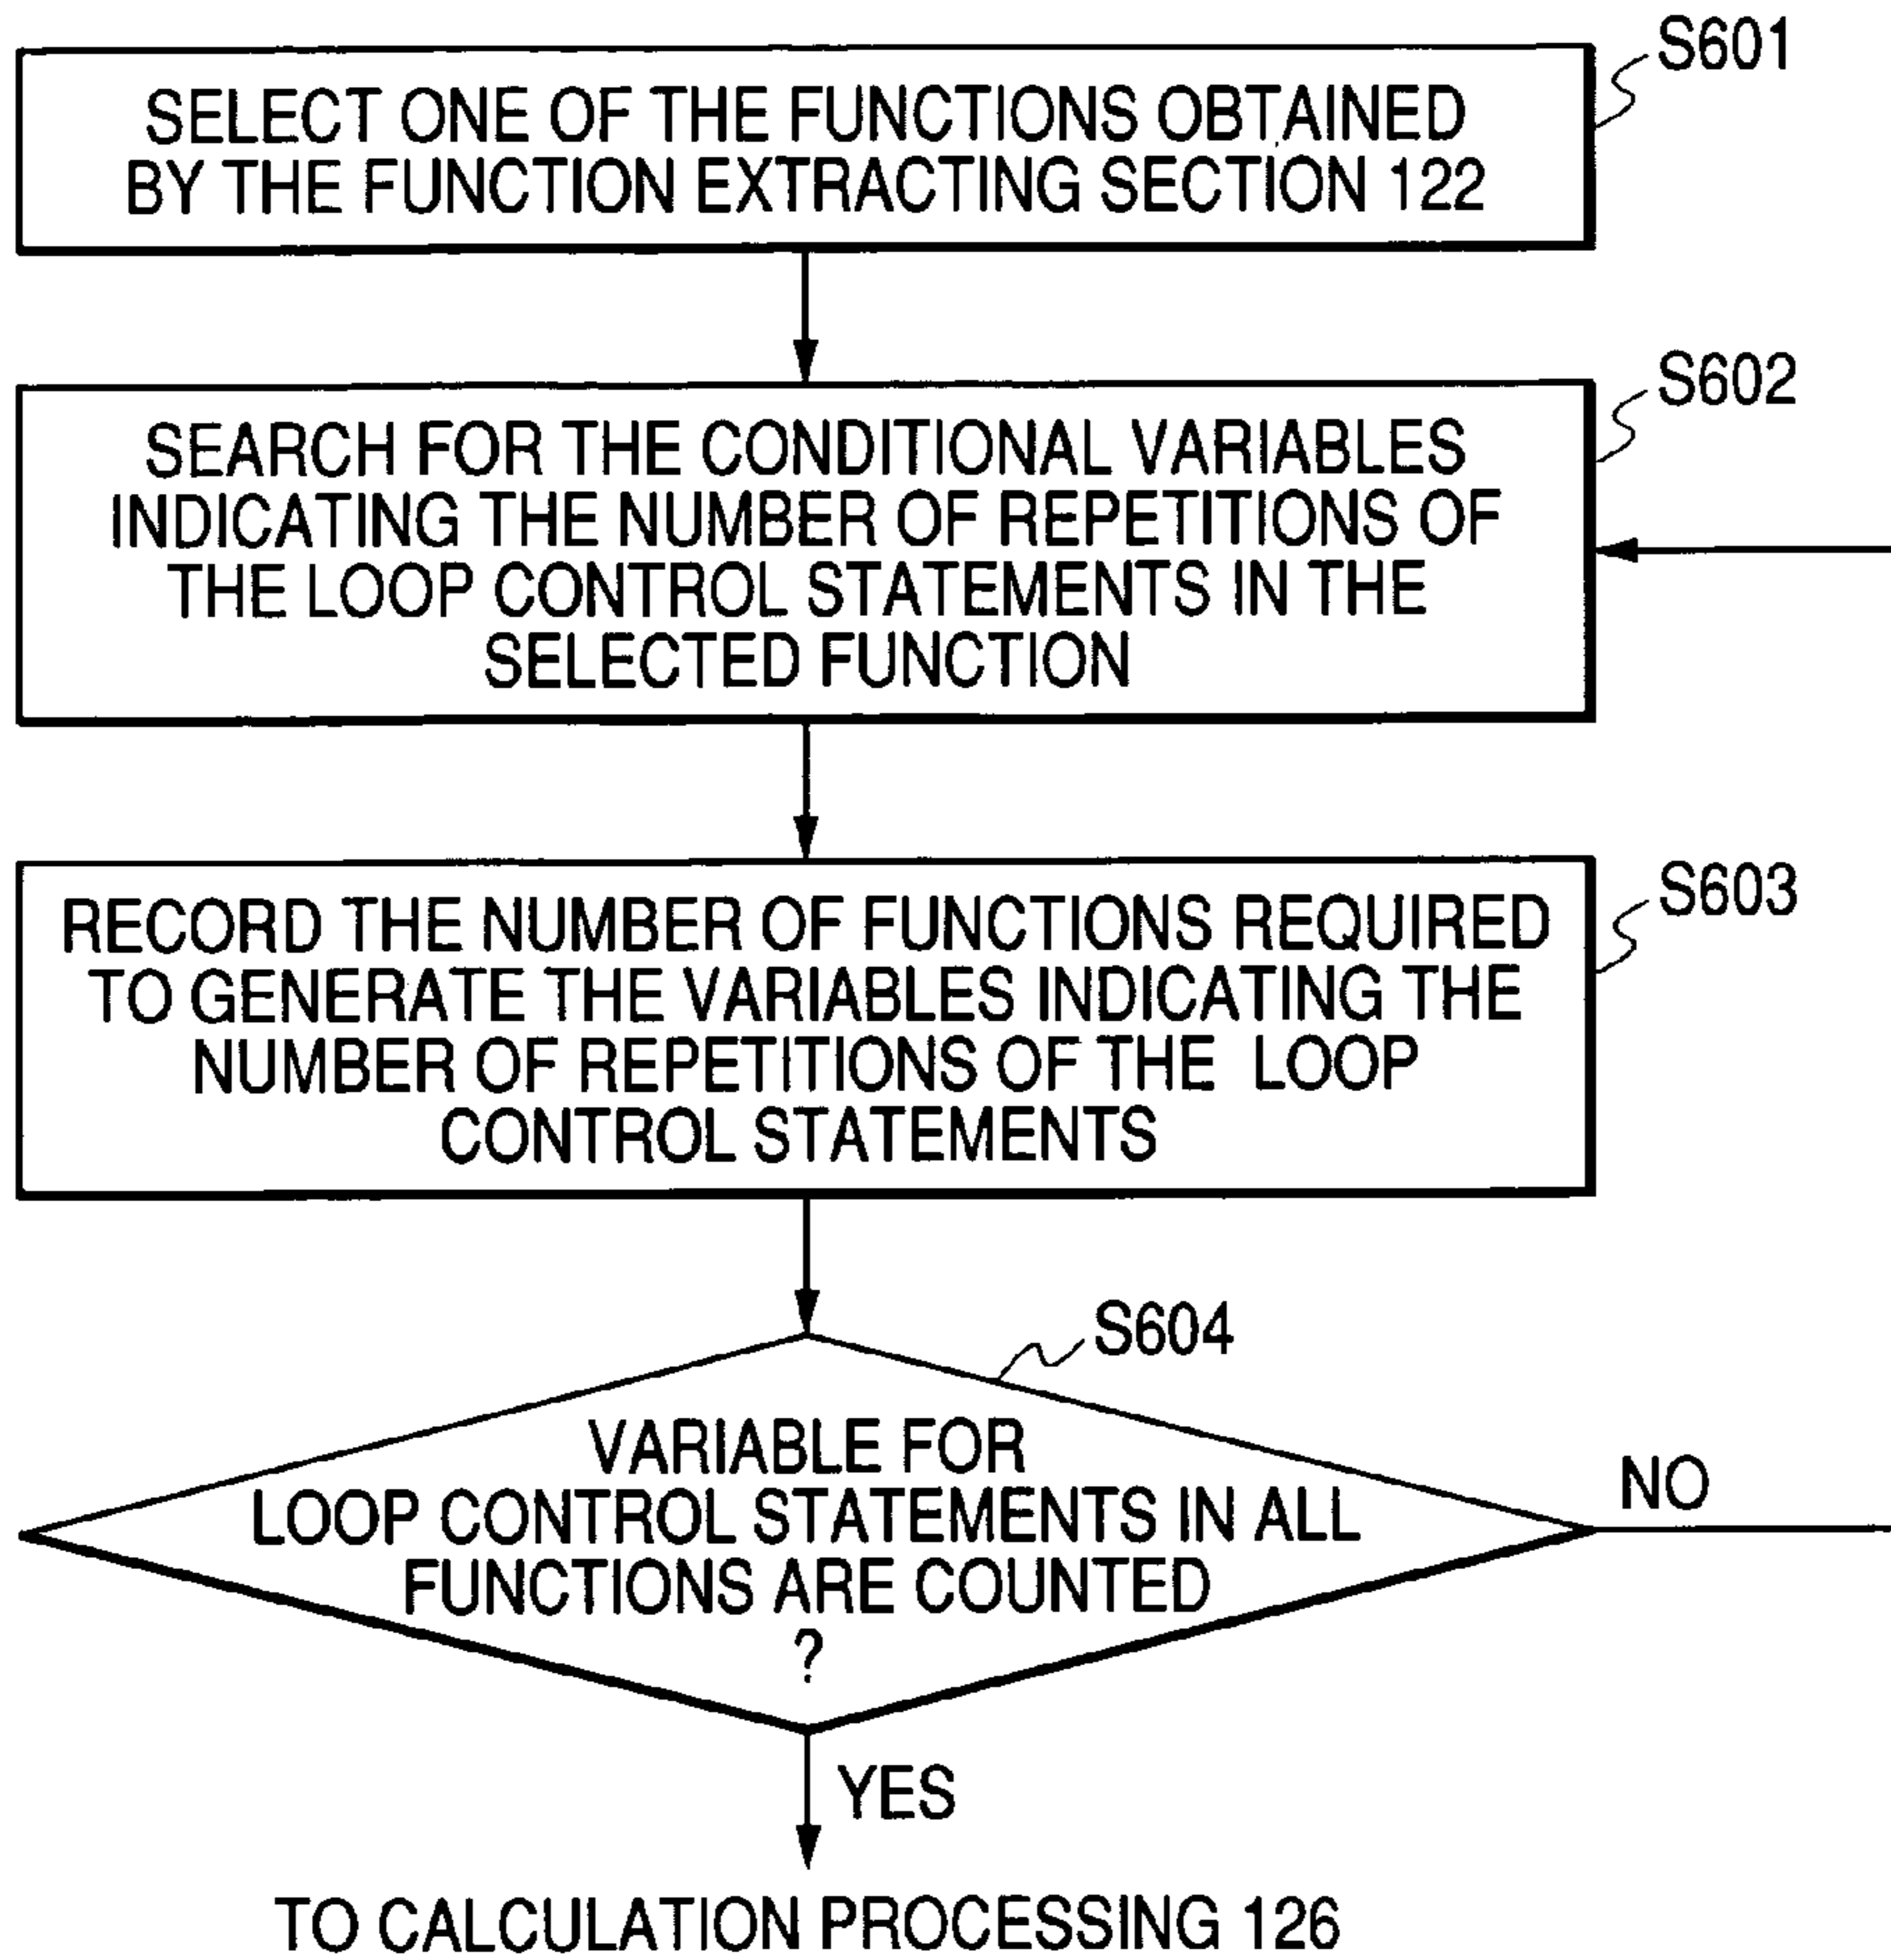 S601
SELECT ONE OF THE FUNCTIONS OBTAINED
BY THE FUNCTION EXTRACTING SECTION 122
S602
SEARCH FOR THE CONDITIONAL VARIABLES
INDICATING THE NUMBER OF REPETITIONS OF
THE LOOP CONTROL STATEMENTS IN THE
SELECTED FUNCTION
S603
RECORD THE NUMBER OF FUNCTIONS REQUIRED
TO GENERATE THE VARIABLES INDICATING THE
NUMBER OF REPETITIONS OF THE LOOP
CONTROL STATEMENTS
S604
VARIABLE FOR
LOOP CONTROL STATEMENTS IN ALL
FUNCTIONS ARE COUNTED
?
NO
YES
TO CALCULATION PROCESSING 126